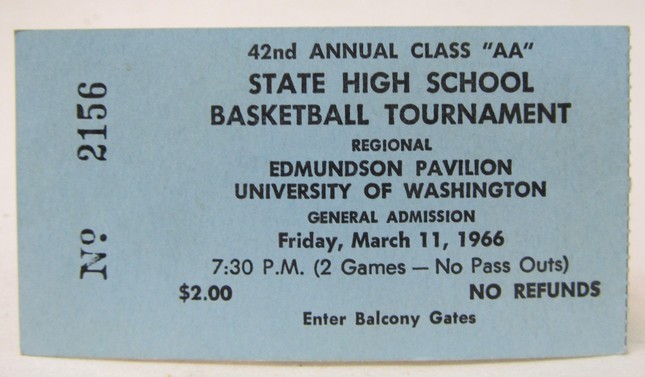 Nº 2156
42nd ANNUAL CLASS "AA"
STATE HIGH SCHOOL
BASKETBALL TOURNAMENT
REGIONAL
EDMUNDSON PAVILION
UNIVERSITY OF WASHINGTON
GENERAL ADMISSION
Friday, March 11, 1966
7:30 P.M. (2 Games — No Pass Outs)
$2.00 NO REFUNDS
Enter Balcony Gates